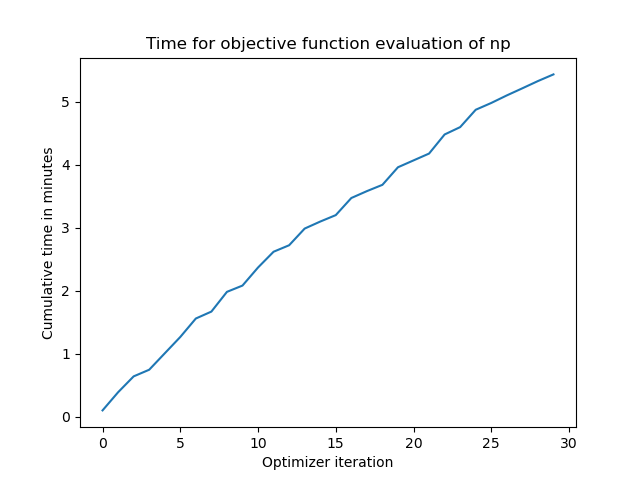 Time for objective function evaluation of np
Cumulative time in minutes
5
4
3
2
1
0
0 5 10 15 20 25 30
Optimizer iteration